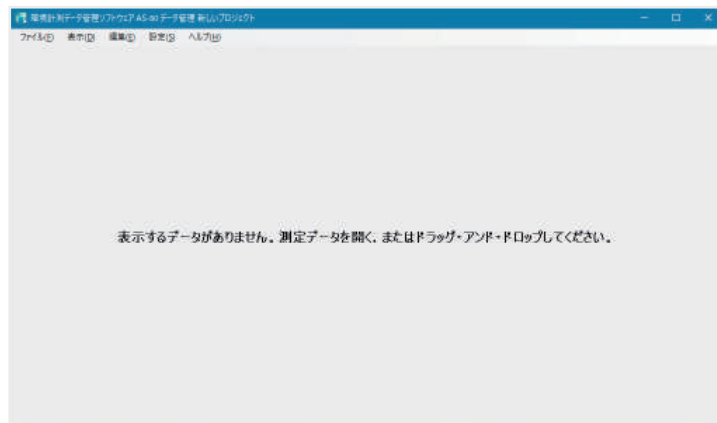 環境計測データ管理ソフトウェア AS-60 データ管理 新しいプロジェクト
ファイル(F) 表示(D) 編集(E) 設定(S) ヘルプ(H)
表示するデータがありません。測定データを開く、またはドラッグ・アンド・ドロップしてください。